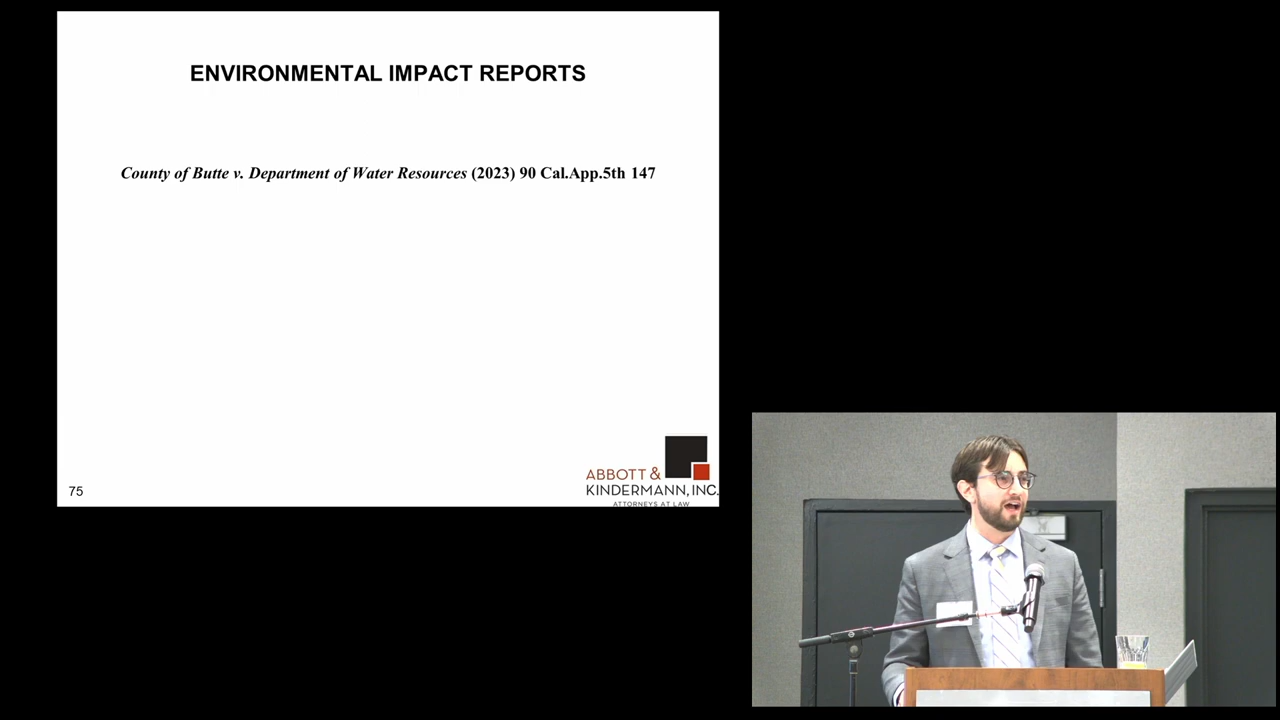 ENVIRONMENTAL IMPACT REPORTS
County of Butte v. Department of Water Resources (2023) 90 Cal.App.5th 147
75
ABBOTT &
KINDERMANN, INC.
ATTORNEYS AT LAW